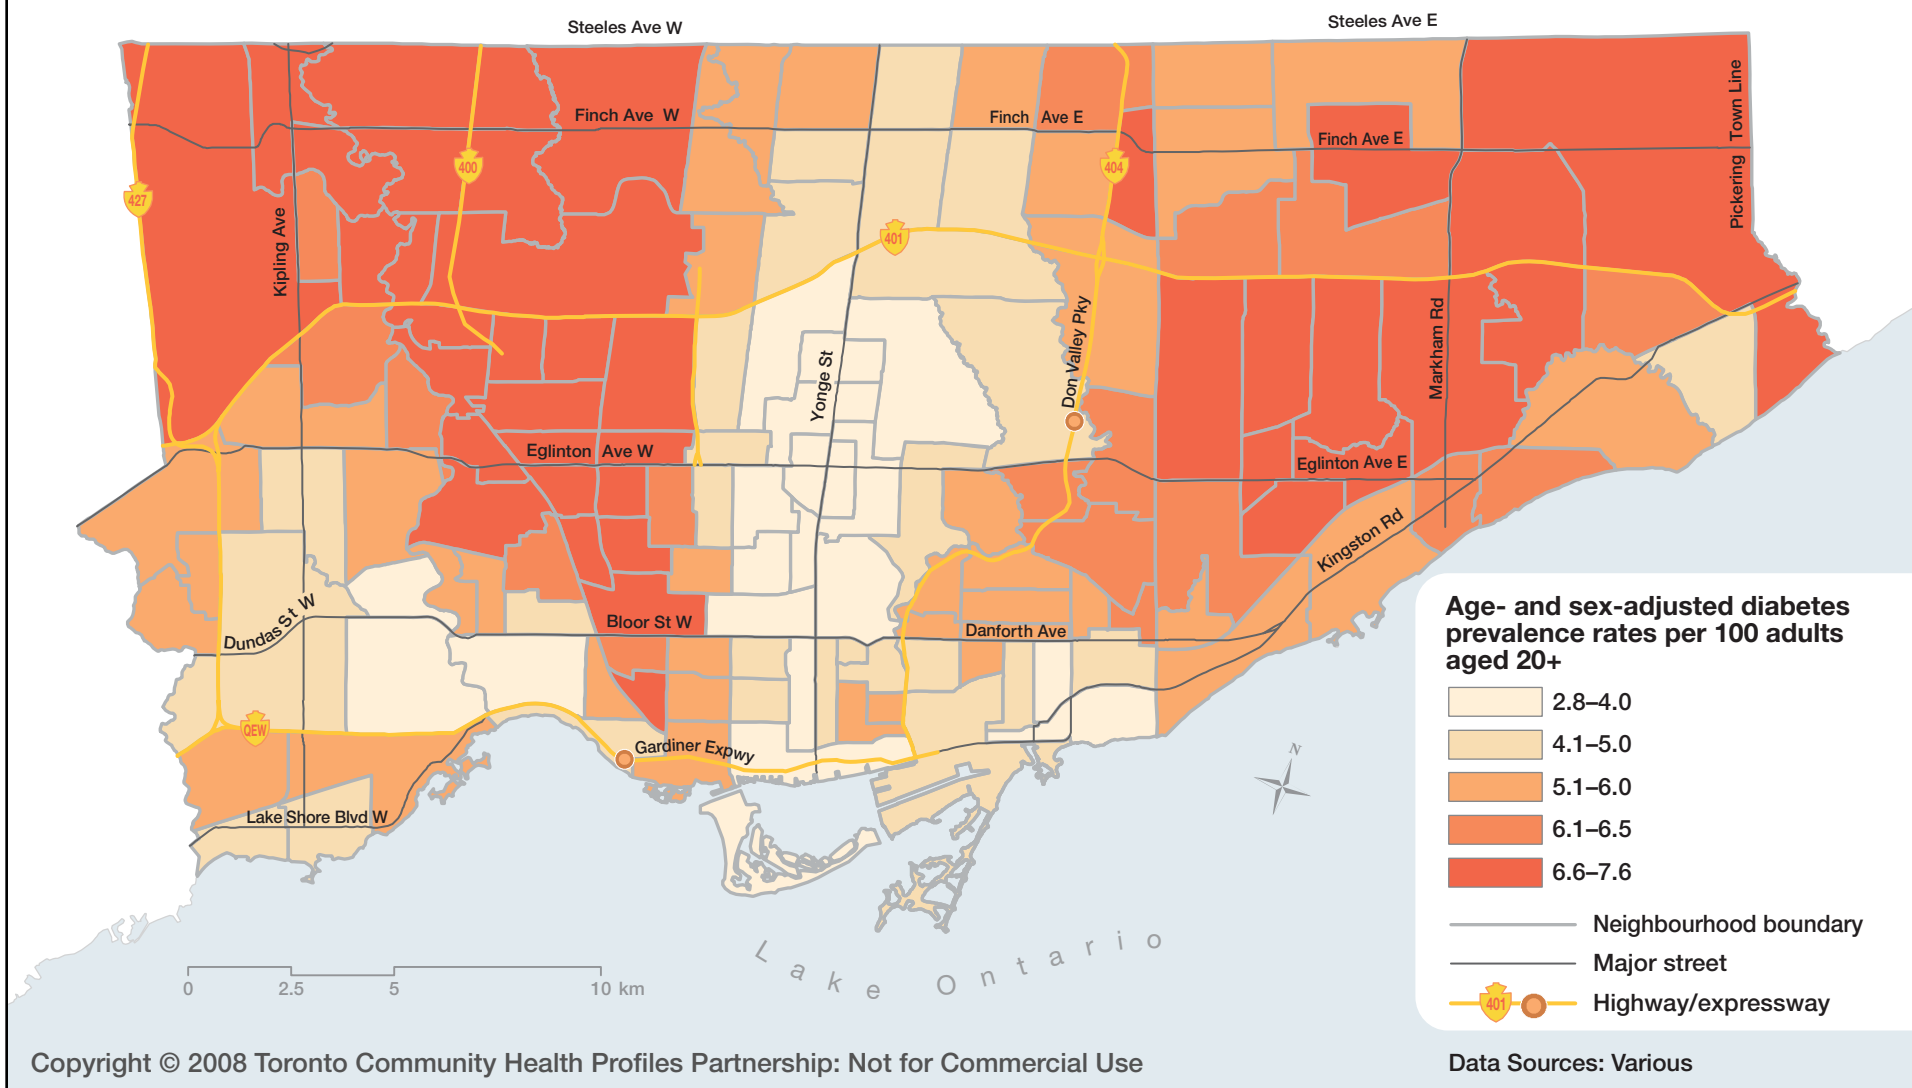 Steeles Ave W
Steeles Ave E
Finch Ave W
Finch Ave E
Finch Ave E
Pickering Town Line
427
400
404
401
Kipling Ave
Yonge St
Don Valley Pky
Markham Rd
Eglinton Ave W
Eglinton Ave E
Kingston Rd
Dundas St W
Bloor St W
Danforth Ave
QEW
Gardiner Expwy
Lake Shore Blvd W
N
Lake Ontario
0 2.5 5 10 km
Age- and sex-adjusted diabetes
prevalence rates per 100 adults
aged 20+
2.8–4.0
4.1–5.0
5.1–6.0
6.1–6.5
6.6–7.6
Neighbourhood boundary
Major street
401 Highway/expressway
Copyright © 2008 Toronto Community Health Profiles Partnership: Not for Commercial Use
Data Sources: Various